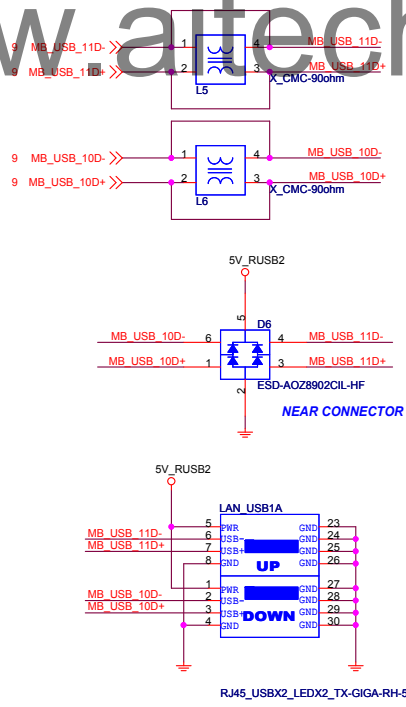 w.aitech
9 MB_USB_11D- 1 4 MB_USB_11D-
9 MB_USB_11D+ 2 3 MB_USB_11D+
L5 X_CMC-90ohm
9 MB_USB_10D- 1 4 MB_USB_10D-
9 MB_USB_10D+ 2 3 MB_USB_10D+
L6 X_CMC-90ohm
5V_RUSB2
5 D6
MB_USB_10D- 6 4 MB_USB_11D-
MB_USB_10D+ 1 3 MB_USB_11D+
2 ESD-AOZ8902CIL-HF
NEAR CONNECTOR
5V_RUSB2
LAN_USB1A
5 PWR GND 23
MB_USB_11D- 6 USB- GND 24
MB_USB_11D+ 7 USB+ GND 25
8 GND UP GND 26
1 PWR GND 27
MB_USB_10D- 2 USB- GND 28
MB_USB_10D+ 3 USB+ DOWN GND 29
4 GND GND 30
RJ45_USBX2_LEDX2_TX-GIGA-RH-5